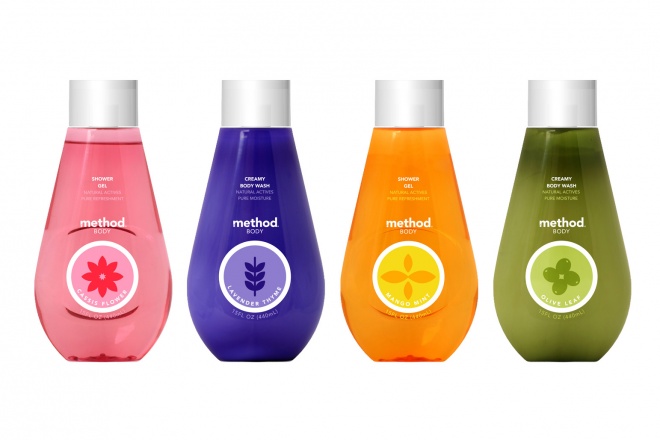 SHOWER
GEL
NATURAL ACTIVES
PURE REFRESHMENT
method
BODY
CASSIS FLOWER
CREAMY
BODY WASH
NATURAL ACTIVES
PURE MOISTURE
method
BODY
LAVENDER THYME
15FL OZ (440mL)
SHOWER
GEL
NATURAL ACTIVES
PURE REFRESHMENT
method
BODY
MANGO MINT
CREAMY
BODY WASH
NATURAL ACTIVES
PURE MOISTURE
method
BODY
OLIVE LEAF
15FL OZ (440mL)